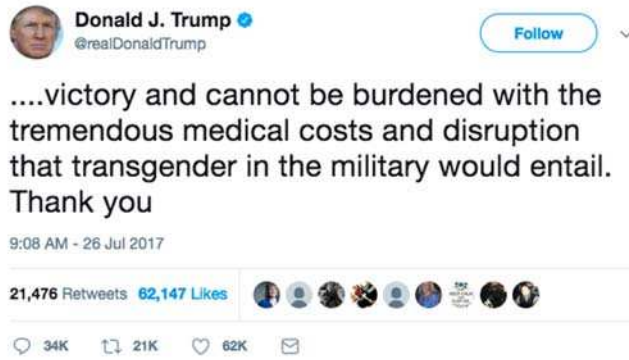 Donald J. Trump
@realDonaldTrump
Follow
....victory and cannot be burdened with the
tremendous medical costs and disruption
that transgender in the military would entail.
Thank you
9:08 AM - 26 Jul 2017
21,476 Retweets 62,147 Likes
34K 21K 62K